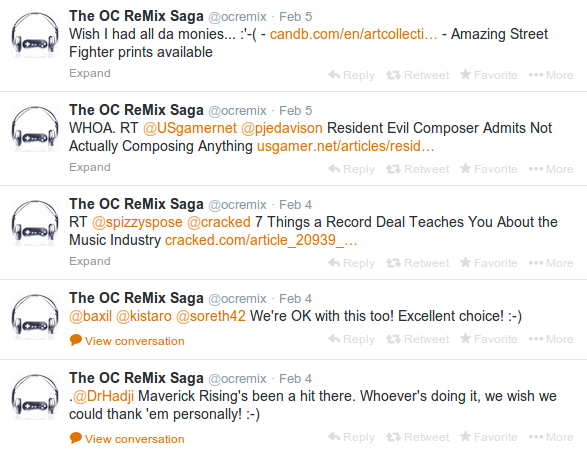 The OC ReMix Saga @ocremix · Feb 5
Wish I had all da monies... :'-( - candb.com/en/artcollecti… - Amazing Street
Fighter prints available
Expand
Reply Retweet Favorite More
The OC ReMix Saga @ocremix · Feb 5
WHOA. RT @USgamernet @pjedavison Resident Evil Composer Admits Not
Actually Composing Anything usgamer.net/articles/resid…
Expand
Reply Retweet Favorite More
The OC ReMix Saga @ocremix · Feb 4
RT @spizzyspose @cracked 7 Things a Record Deal Teaches You About the
Music Industry cracked.com/article_20939_…
Expand
Reply Retweet Favorite More
The OC ReMix Saga @ocremix · Feb 4
@baxil @kistaro @soreth42 We're OK with this too! Excellent choice! :-)
View conversation
Reply Retweet Favorite More
The OC ReMix Saga @ocremix · Feb 4
.@DrHadji Maverick Rising's been a hit there. Whoever's doing it, we wish we
could thank 'em personally! :-)
View conversation
Reply Retweet Favorite More